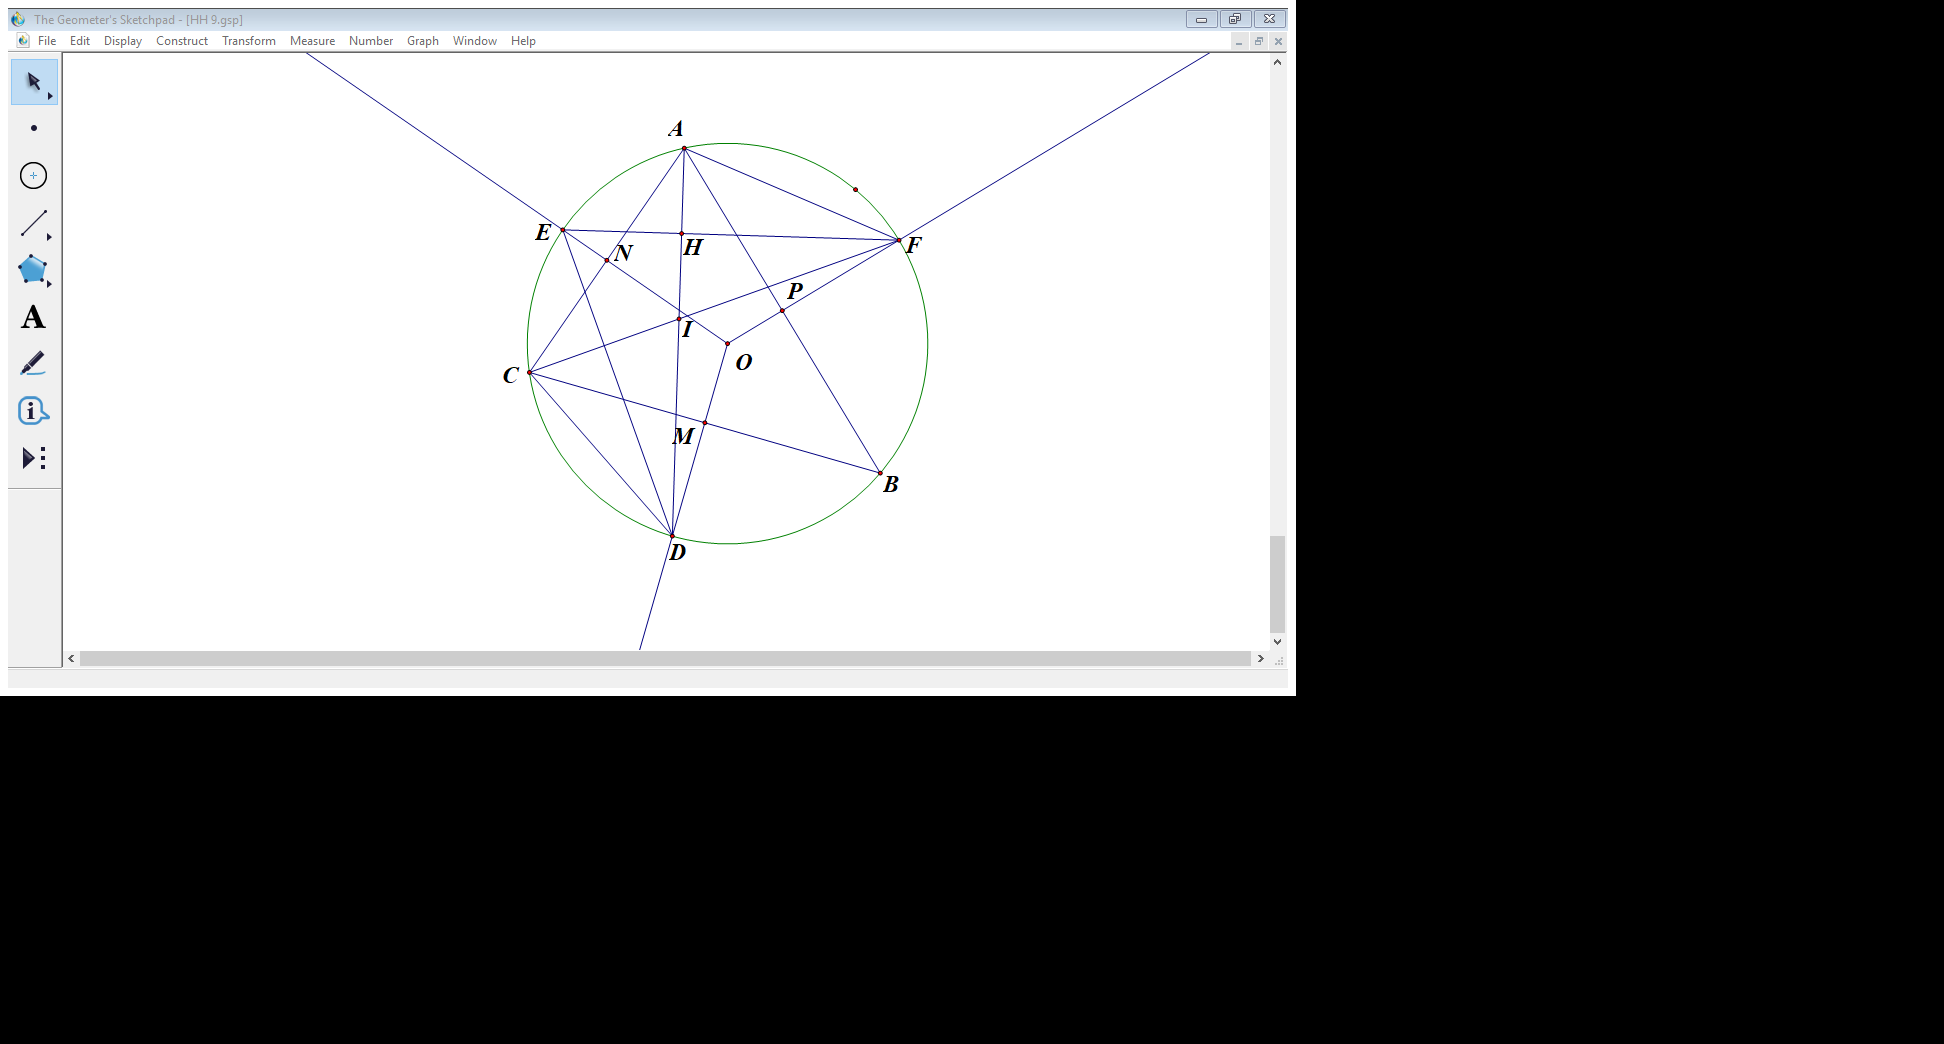 The Geometer's Sketchpad - [HH 9.gsp]
File Edit Display Construct Transform Measure Number Graph Window Help
A
E
N
H
F
P
I
O
C
M
B
D
A